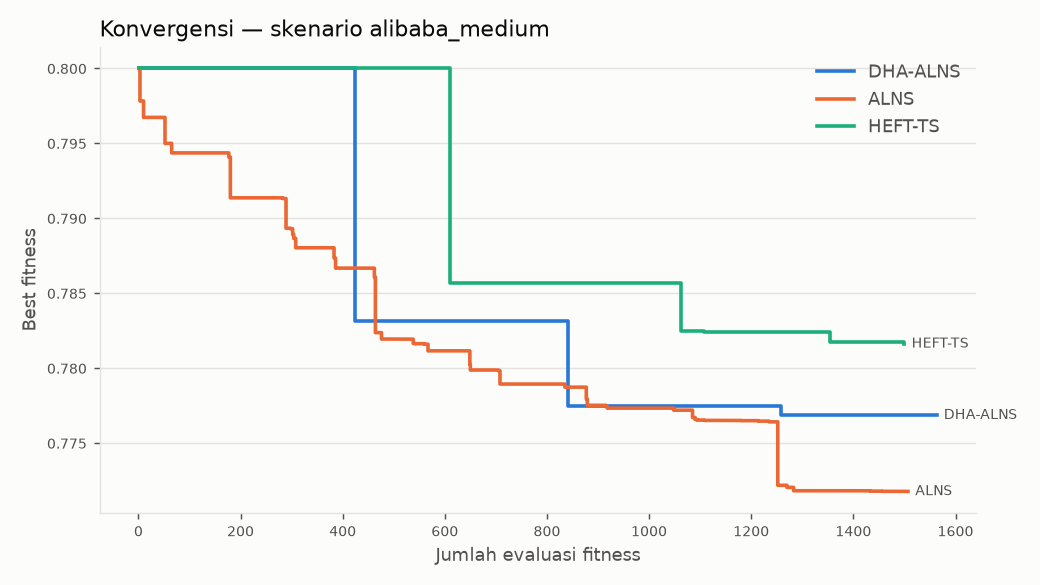 Konvergensi — skenario alibaba_medium
DHA-ALNS
ALNS
HEFT-TS
Best fitness
0.800
0.795
0.790
0.785
0.780
0.775
HEFT-TS
DHA-ALNS
ALNS
0
200
400
600
800
1000
1200
1400
1600
Jumlah evaluasi fitness